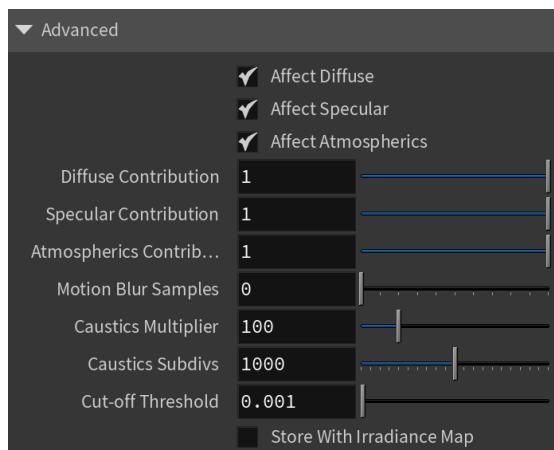 Advanced
Affect Diffuse
Affect Specular
Affect Atmospherics
Diffuse Contribution 1
Specular Contribution 1
Atmospherics Contrib... 1
Motion Blur Samples 0
Caustics Multiplier 100
Caustics Subdivs 1000
Cut-off Threshold 0.001
Store With Irradiance Map